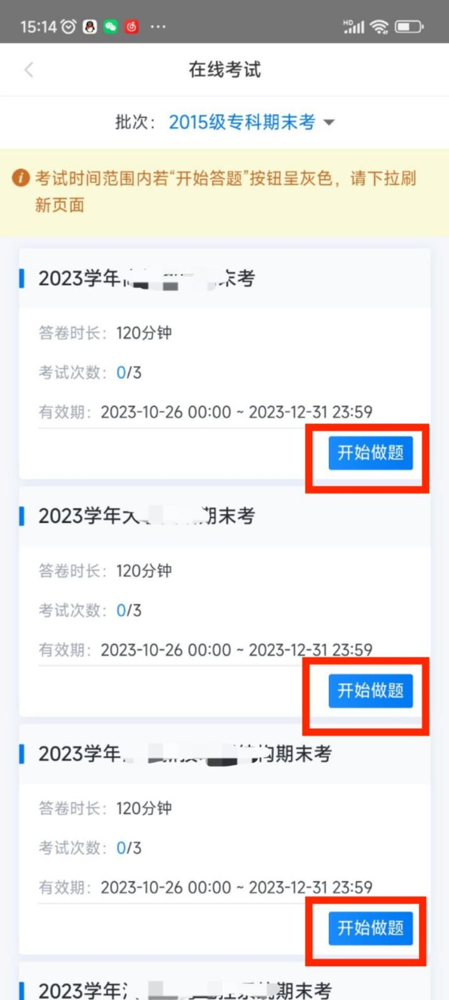 15:14
HD
在线考试
批次： 2015级专科期末考
考试时间范围内若“开始答题”按钮呈灰色，请下拉刷
新页面
2023学年 末考
答卷时长： 120分钟
考试次数： 0/3
有效期： 2023-10-26 00:00 ~ 2023-12-31 23:59
开始做题
2023学年大 期末考
答卷时长： 120分钟
考试次数： 0/3
有效期： 2023-10-26 00:00 ~ 2023-12-31 23:59
开始做题
2023学年 期末考
答卷时长： 120分钟
考试次数： 0/3
有效期： 2023-10-26 00:00 ~ 2023-12-31 23:59
开始做题
2023学年 期末考